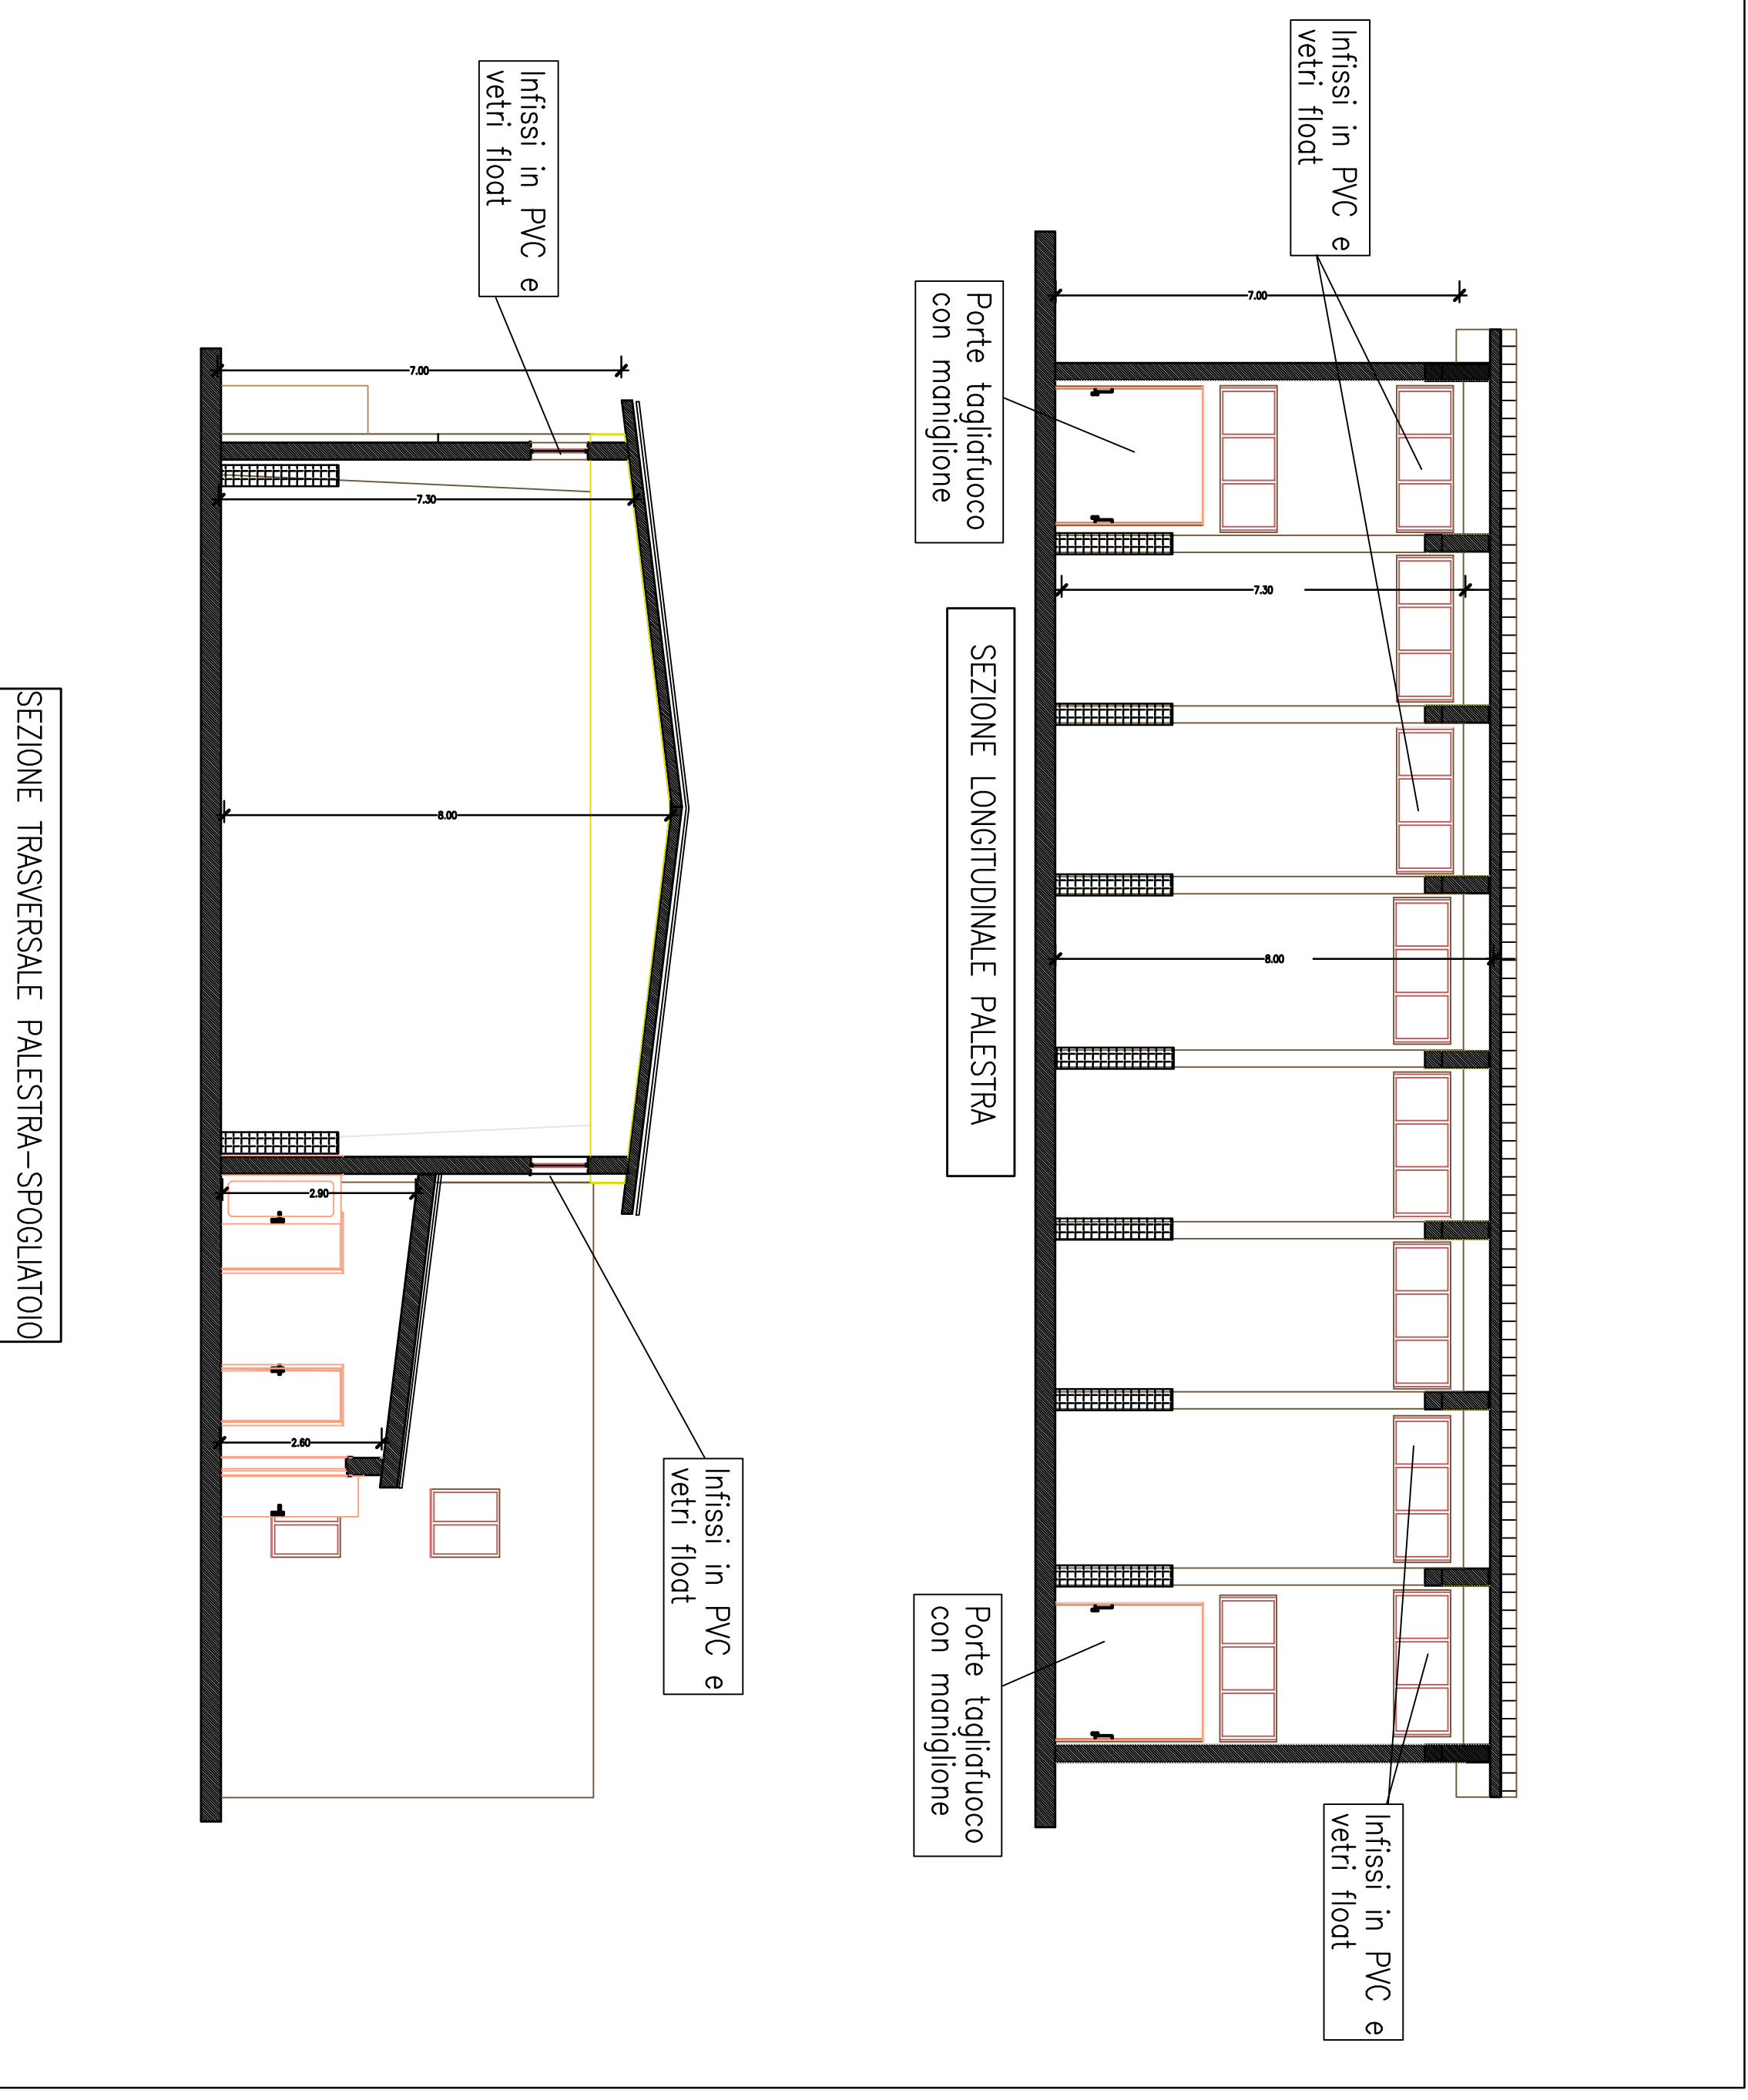 Infissi in PVC e
vetri float
7.00
Porte tagliafuoco
con maniglione
7.30
8.00
Porte tagliafuoco
con maniglione
Infissi in PVC e
vetri float
SEZIONE LONGITUDINALE PALESTRA
Infissi in PVC e
vetri float
7.00
7.30
8.00
2.90
2.60
Infissi in PVC e
vetri float
SEZIONE TRASVERSALE PALESTRA-SPOGLIATOIO